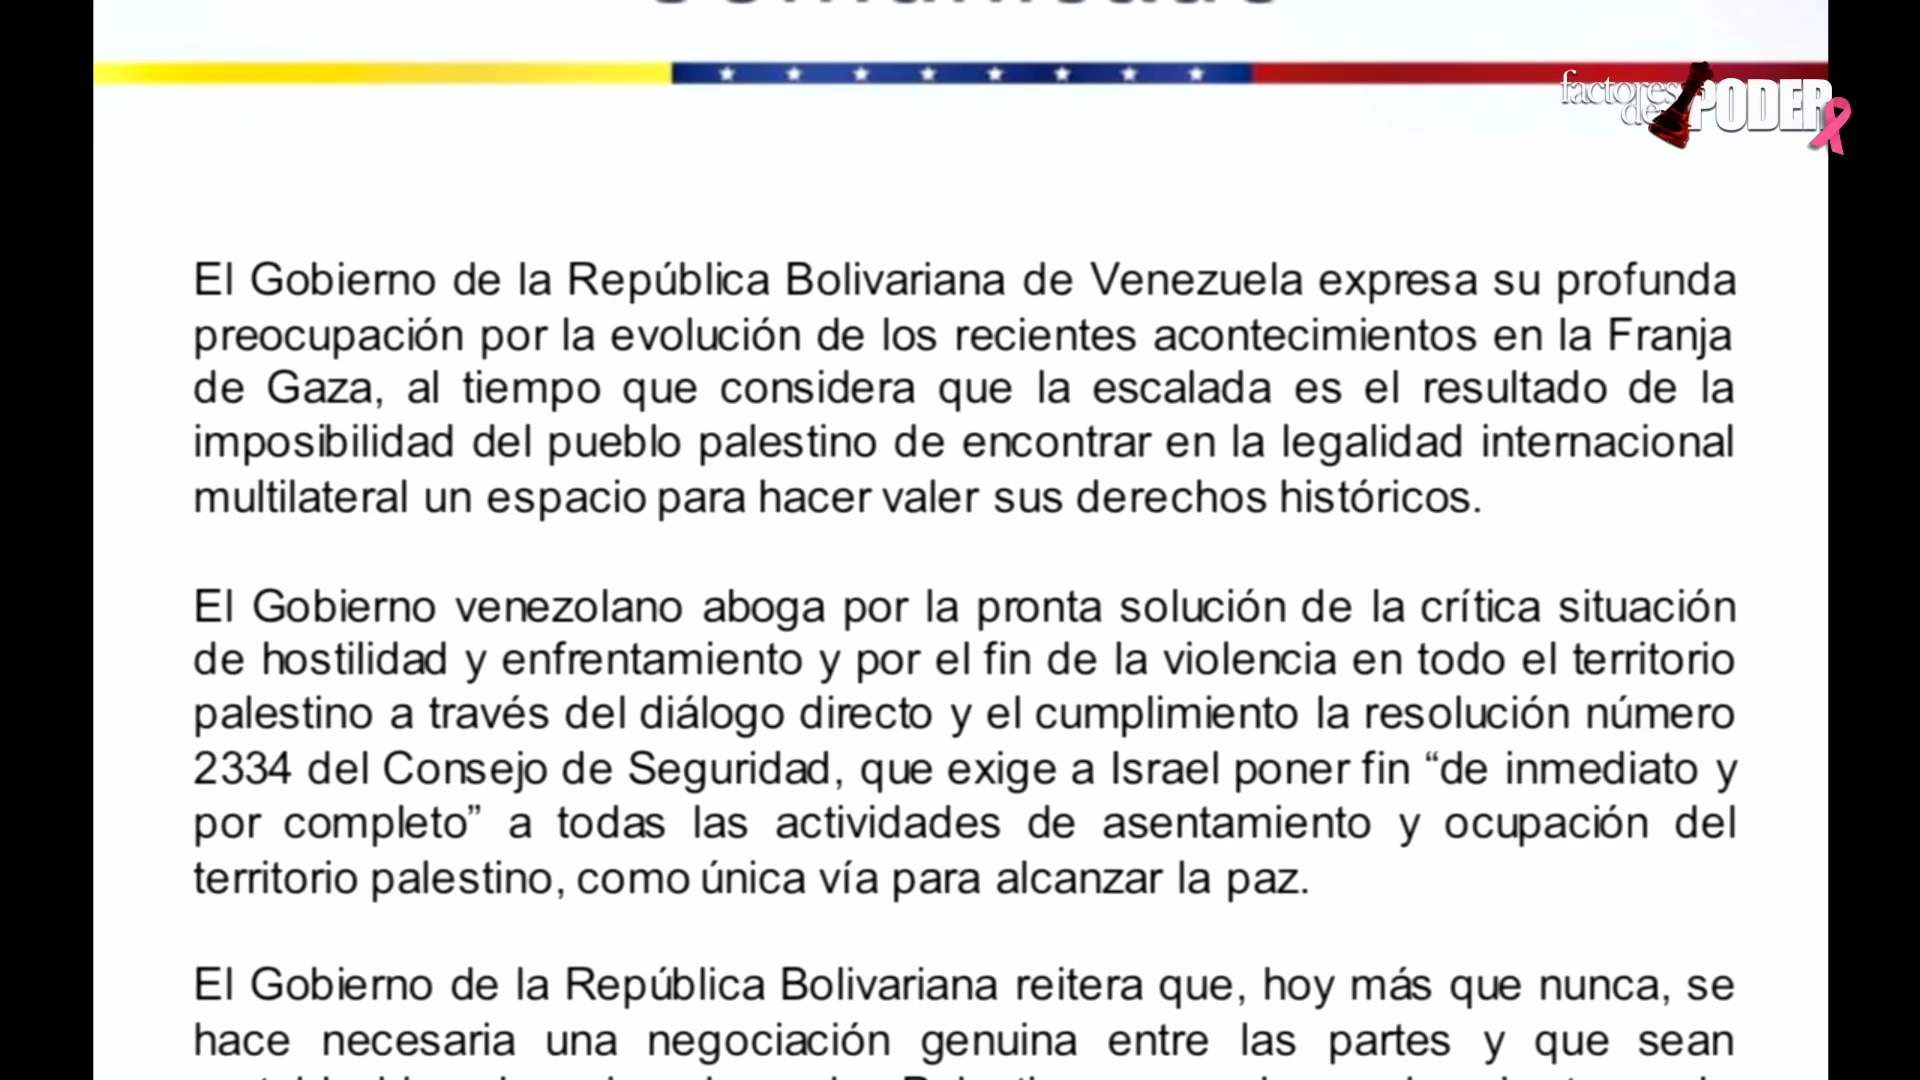 factores
de PODER
El Gobierno de la República Bolivariana de Venezuela expresa su profunda
preocupación por la evolución de los recientes acontecimientos en la Franja
de Gaza, al tiempo que considera que la escalada es el resultado de la
imposibilidad del pueblo palestino de encontrar en la legalidad internacional
multilateral un espacio para hacer valer sus derechos históricos.
El Gobierno venezolano aboga por la pronta solución de la crítica situación
de hostilidad y enfrentamiento y por el fin de la violencia en todo el territorio
palestino a través del diálogo directo y el cumplimiento la resolución número
2334 del Consejo de Seguridad, que exige a Israel poner fin “de inmediato y
por completo” a todas las actividades de asentamiento y ocupación del
territorio palestino, como única vía para alcanzar la paz.
El Gobierno de la República Bolivariana reitera que, hoy más que nunca, se
hace necesaria una negociación genuina entre las partes y que sean